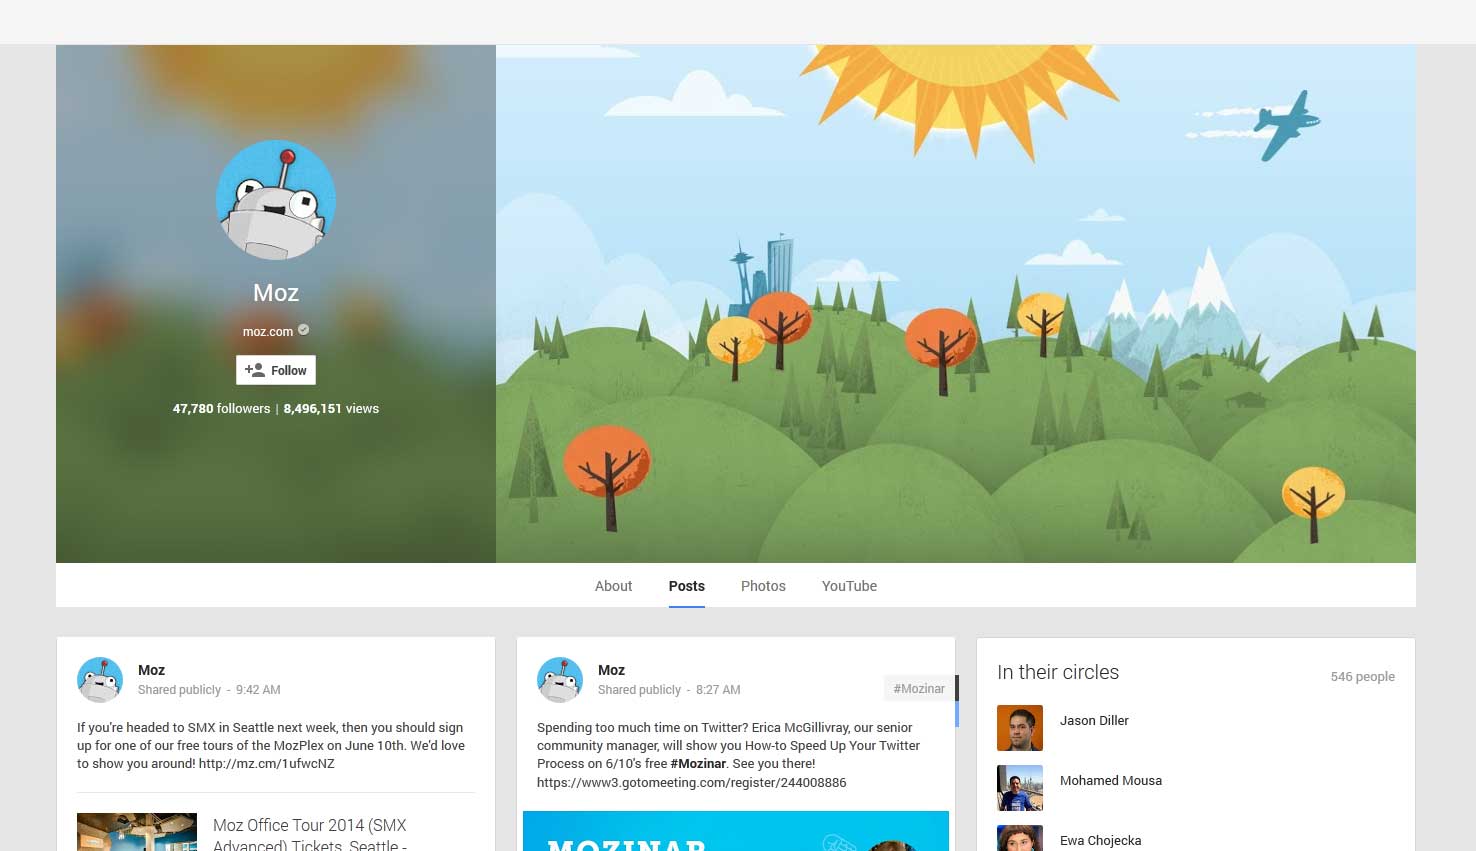 Moz
moz.com
Follow
47,780 followers | 8,496,151 views
About
Posts
Photos
YouTube
Moz
Shared publicly - 9:42 AM
If you're headed to SMX in Seattle next week, then you should sign
up for one of our free tours of the MozPlex on June 10th. We'd love
to show you around! http://mz.cm/1ufwcNZ
Moz Office Tour 2014 (SMX
Advanced) Tickets, Seattle -
Moz
Shared publicly - 8:27 AM
#Mozinar
Spending too much time on Twitter? Erica McGillivray, our senior
community manager, will show you How-to Speed Up Your Twitter
Process on 6/10's free #Mozinar. See you there!
https://www3.gotomeeting.com/register/244008886
MOZINAR
In their circles
546 people
Jason Diller
Mohamed Mousa
Ewa Chojecka